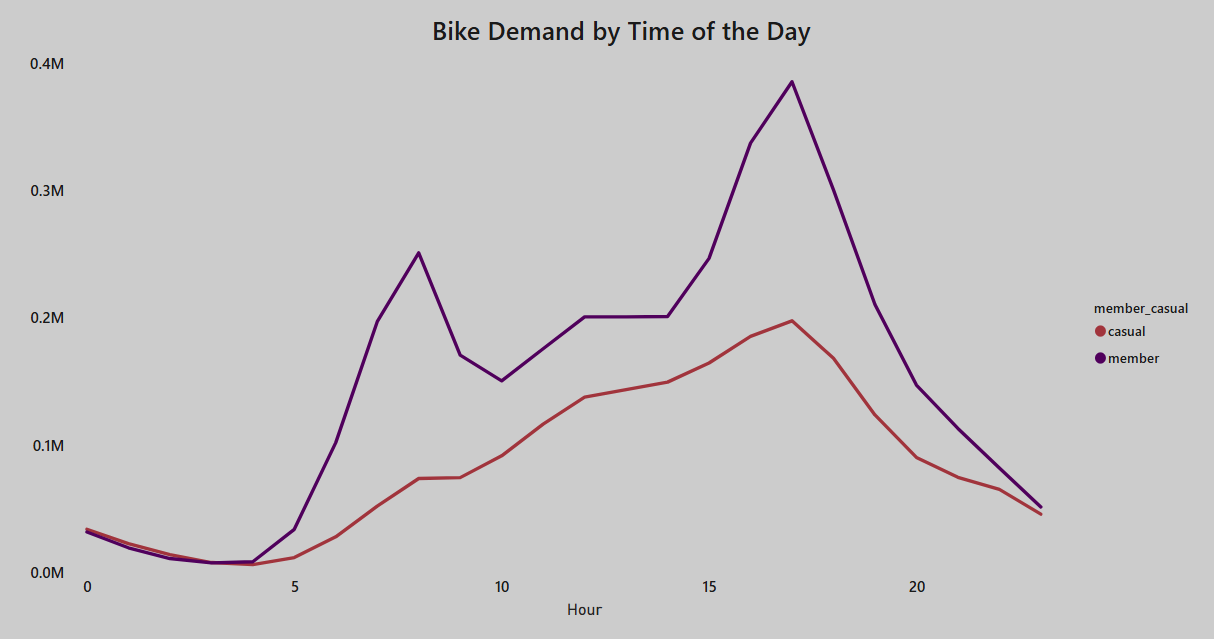 Bike Demand by Time of the Day
0.4M
0.3M
0.2M
0.1M
0.0M
0 5 10 15 20
Hour
member_casual
casual
member